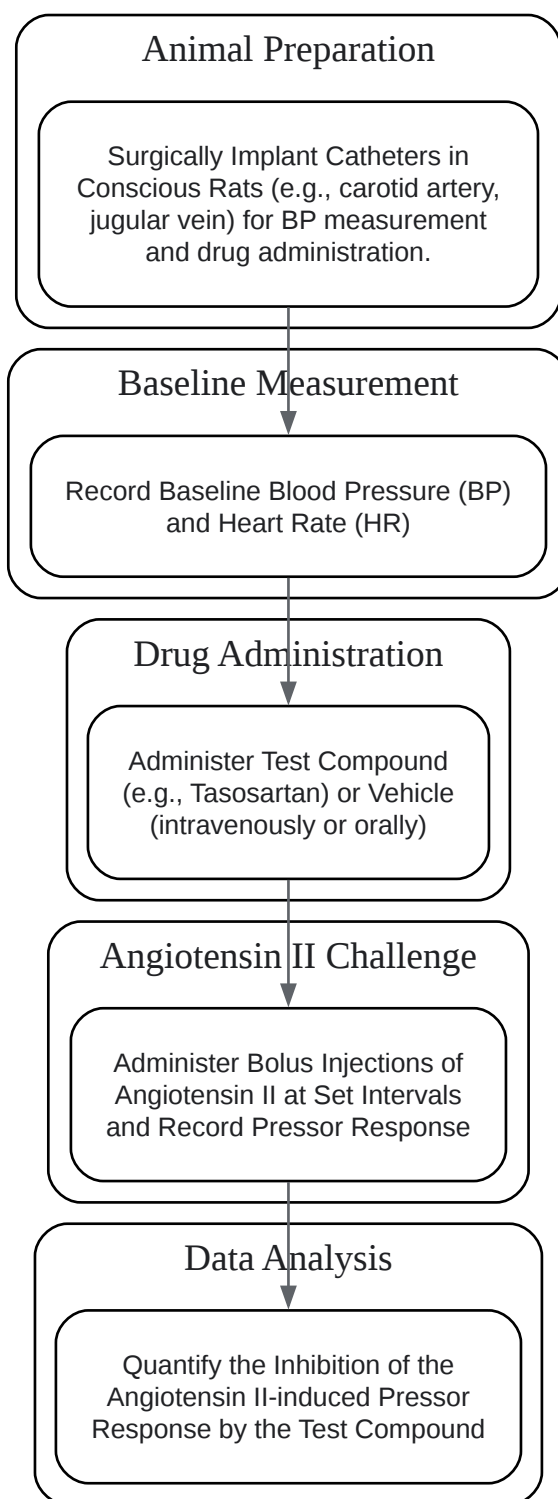 Animal Preparation
Surgically Implant Catheters in
Conscious Rats (e.g., carotid artery,
jugular vein) for BP measurement
and drug administration.
Baseline Measurement
Record Baseline Blood Pressure (BP)
and Heart Rate (HR)
Drug Administration
Administer Test Compound
(e.g., Tasosartan) or Vehicle
(intravenously or orally)
Angiotensin II Challenge
Administer Bolus Injections of
Angiotensin II at Set Intervals
and Record Pressor Response
Data Analysis
Quantify the Inhibition of the
Angiotensin II-induced Pressor
Response by the Test Compound